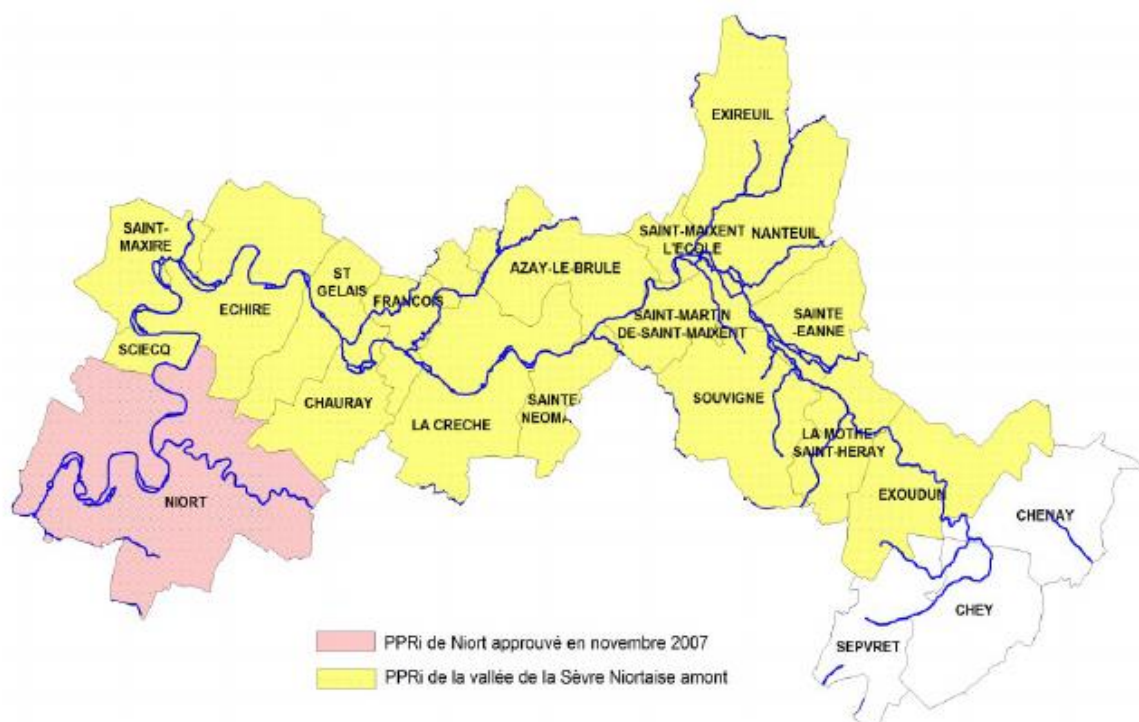 EXIREUIL
SAINT-
MAXIRE
SAINT-MAIXENT
L'ECOLE
NANTEUIL
AZAY-LE-BRULE
ST
GELAIS
FRANCOIS
ECHIRE
SAINT-MARTIN
DE-SAINT-MAIXENT
SAINTE
-EANNE
SCIECQ
CHAURAY
LA CRECHE
SAINTE
NEOMA
SOUVIGNE
LA MOTHE
SAINT-HERAY
EXOUDUN
NIORT
CHENAY
CHEY
SEPVRET
PPRi de Niort approuvé en novembre 2007
PPRi de la vallée de la Sèvre Niortaise amont